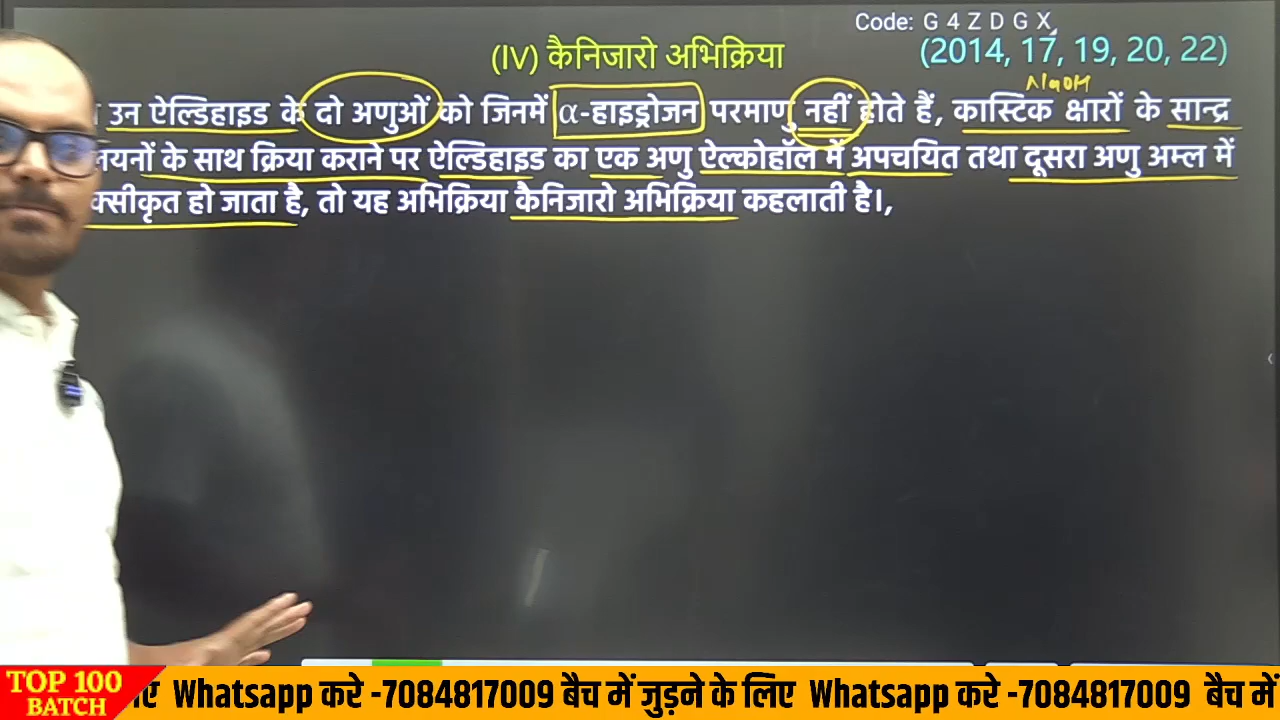 Code: G 4 Z D G X
(IV) कैनिजारो अभिक्रिया (2014, 17, 19, 20, 22)
NaOH
उन ऐल्डिहाइड के दो अणुओं को जिनमें α-हाइड्रोजन परमाणु नहीं होते हैं, कास्टिक क्षारों के सान्द्र
लियनों के साथ क्रिया कराने पर ऐल्डिहाइड का एक अणु ऐल्कोहॉल में अपचयित तथा दूसरा अणु अम्ल में
क्सीकृत हो जाता है, तो यह अभिक्रिया कैनिजारो अभिक्रिया कहलाती है।,
TOP 100
BATCH
Whatsapp करे -7084817009 बैच में जुड़ने के लिए Whatsapp करे -7084817009 बैच में